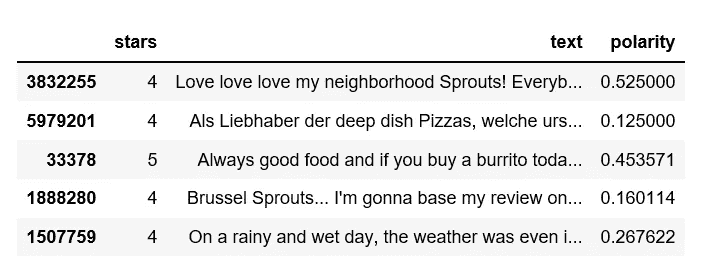 stars text polarity
3832255 4 Love love love my neighborhood Sprouts! Everyb... 0.525000
5979201 4 Als Liebhaber der deep dish Pizzas, welche urs... 0.125000
33378 5 Always good food and if you buy a burrito toda... 0.453571
1888280 4 Brussel Sprouts... I'm gonna base my review on... 0.160114
1507759 4 On a rainy and wet day, the weather was even i... 0.267622